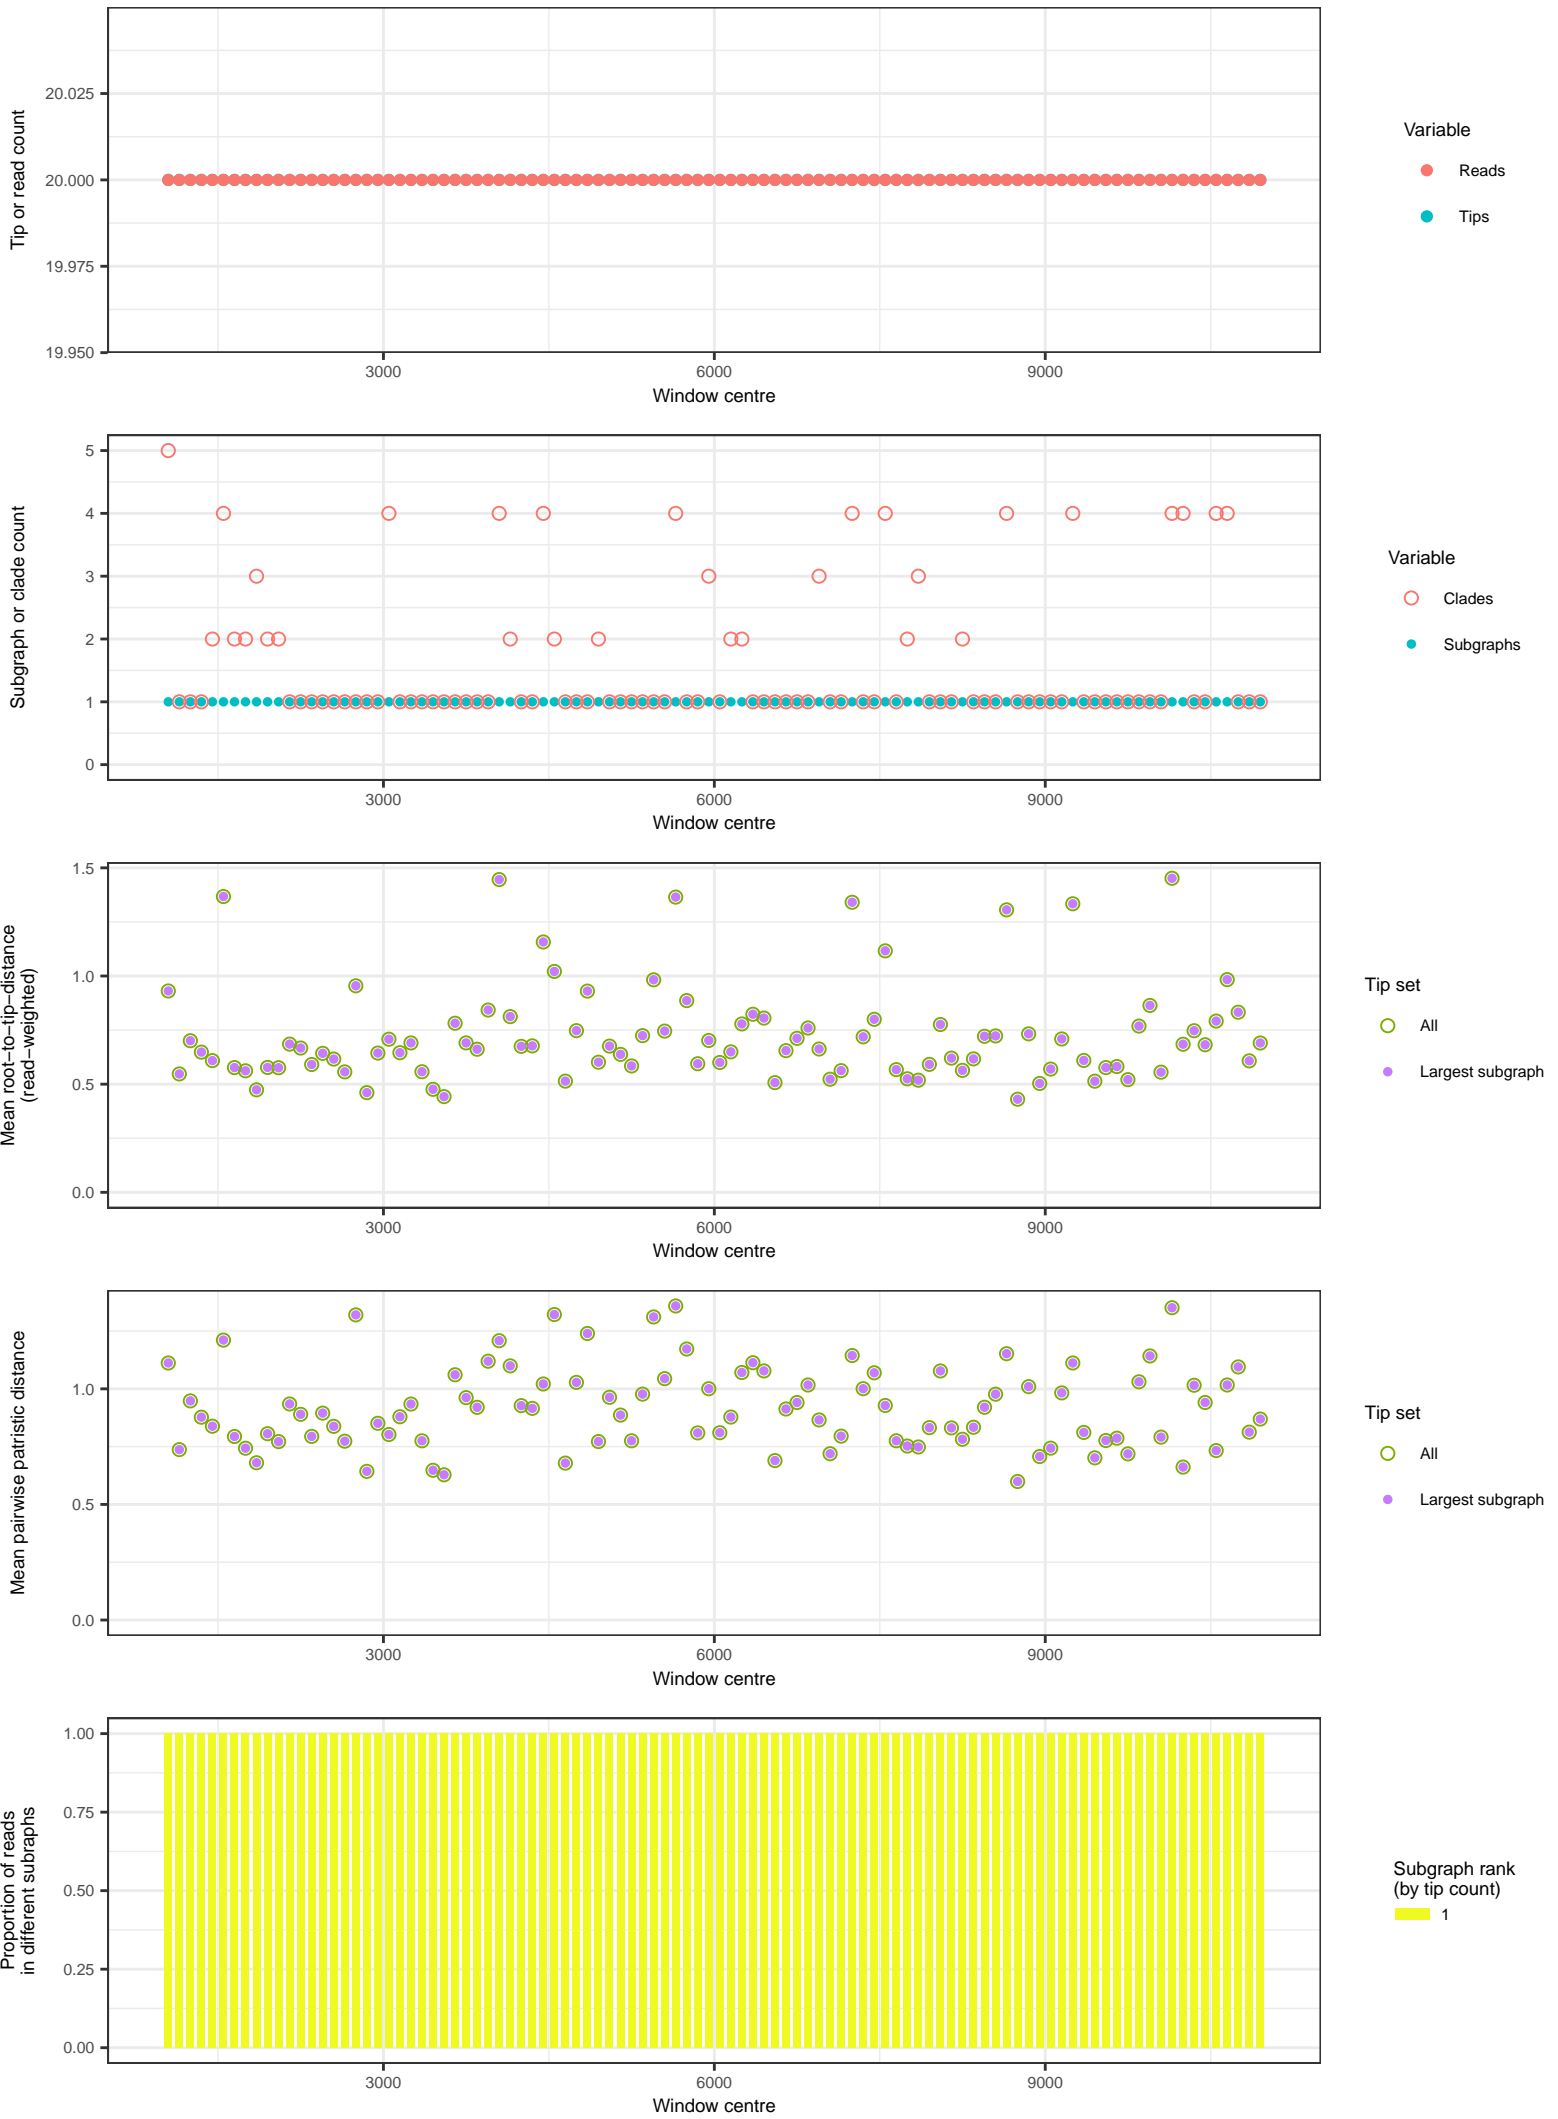 20.025
20.000
19.975
19.950
Tip or read count
3000 6000 9000
Window centre
Variable
Reads
Tips
5
4
3
2
1
0
Subgraph or clade count
3000 6000 9000
Window centre
Variable
Clades
Subgraphs
1.5
1.0
0.5
0.0
Mean root−to−tip−distance
(read−weighted)
3000 6000 9000
Window centre
Tip set
All
Largest subgraph
1.0
0.5
0.0
Mean pairwise patristic distance
3000 6000 9000
Window centre
Tip set
All
Largest subgraph
1.00
0.75
0.50
0.25
0.00
Proportion of reads
in different subraphs
3000 6000 9000
Window centre
Subgraph rank
(by tip count)
1